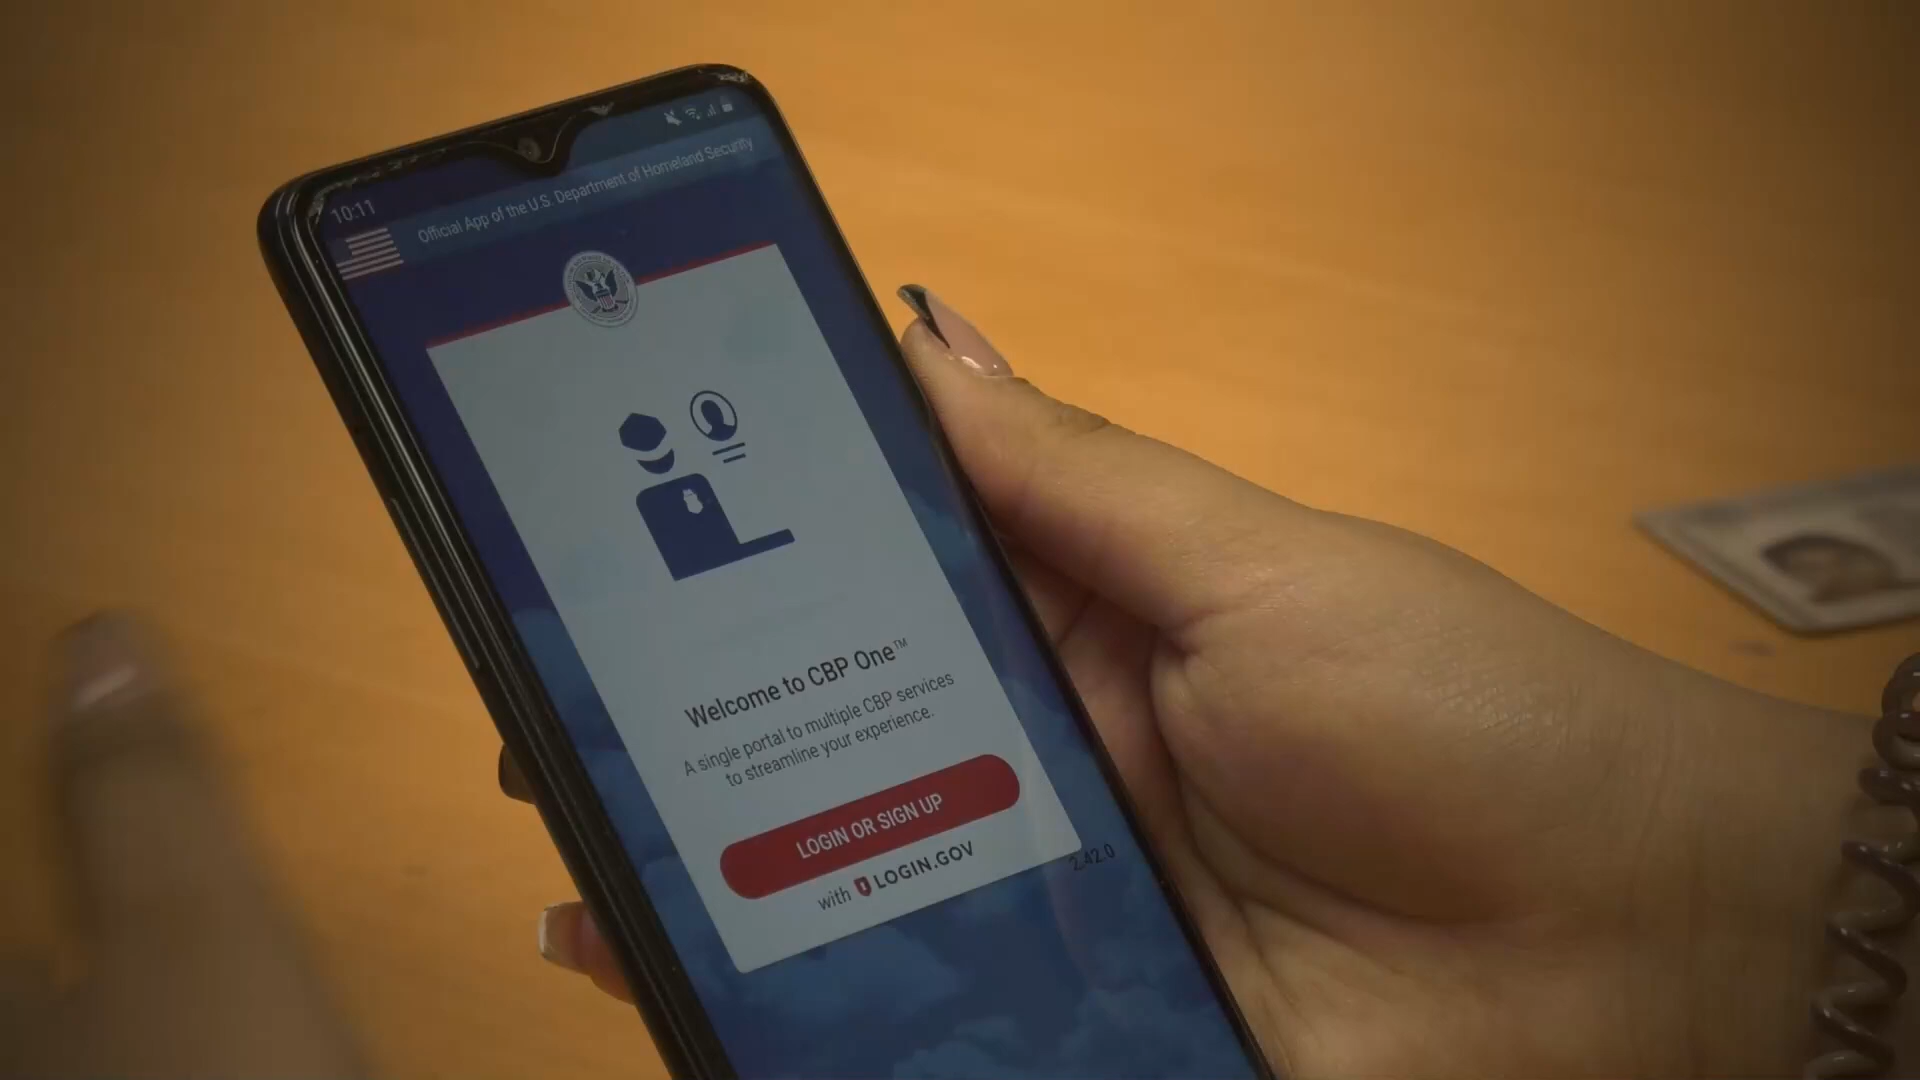 10:11
Official App of the U.S. Department of Homeland Security
Welcome to CBP One™
A single portal to multiple CBP services
to streamline your experience.
LOGIN OR SIGN UP
with LOGIN.GOV
2.42.0